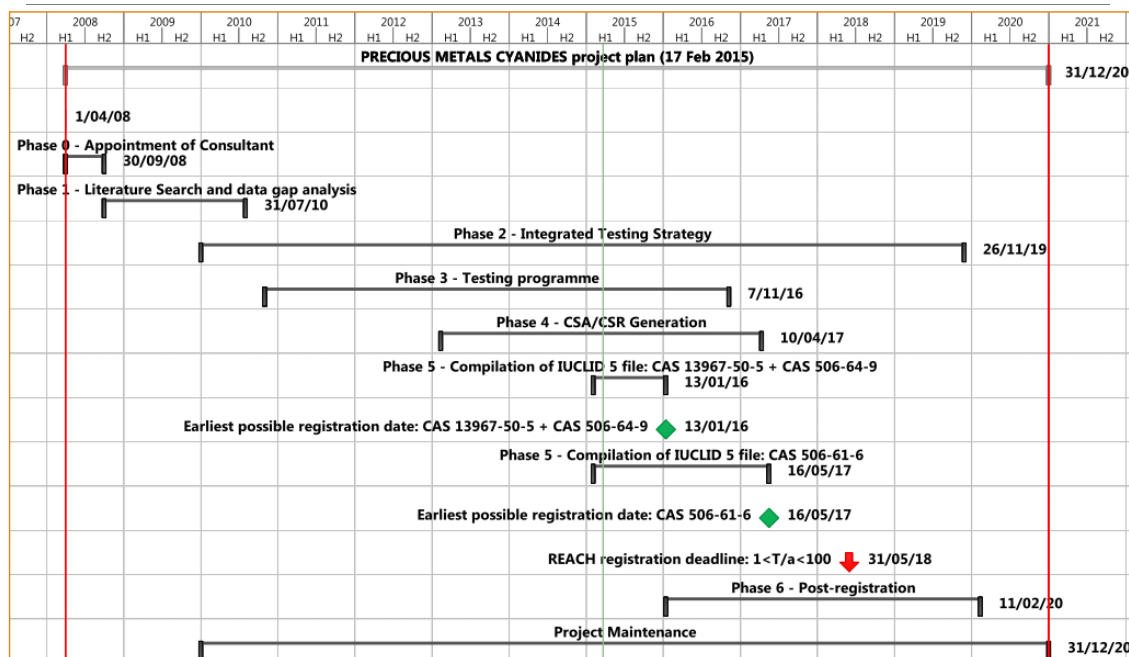 07 2008 2009 2010 2011 2012 2013 2014 2015 2016 2017 2018 2019 2020 2021
H2 H1 H2 H1 H2 H1 H2 H1 H2 H1 H2 H1 H2 H1 H2 H1 H2 H1 H2 H1 H2 H1 H2 H1 H2 H1 H2 H1 H2
PRECIOUS METALS CYANIDES project plan (17 Feb 2015)
31/12/20
1/04/08
Phase 0 - Appointment of Consultant
30/09/08
Phase 1 - Literature Search and data gap analysis
31/07/10
Phase 2 - Integrated Testing Strategy
26/11/19
Phase 3 - Testing programme
7/11/16
Phase 4 - CSA/CSR Generation
10/04/17
Phase 5 - Compilation of IUCLID 5 file: CAS 13967-50-5 + CAS 506-64-9
13/01/16
Earliest possible registration date: CAS 13967-50-5 + CAS 506-64-9 13/01/16
Phase 5 - Compilation of IUCLID 5 file: CAS 506-61-6
16/05/17
Earliest possible registration date: CAS 506-61-6 16/05/17
REACH registration deadline: 1<T/a<100 31/05/18
Phase 6 - Post-registration
11/02/20
Project Maintenance
31/12/20